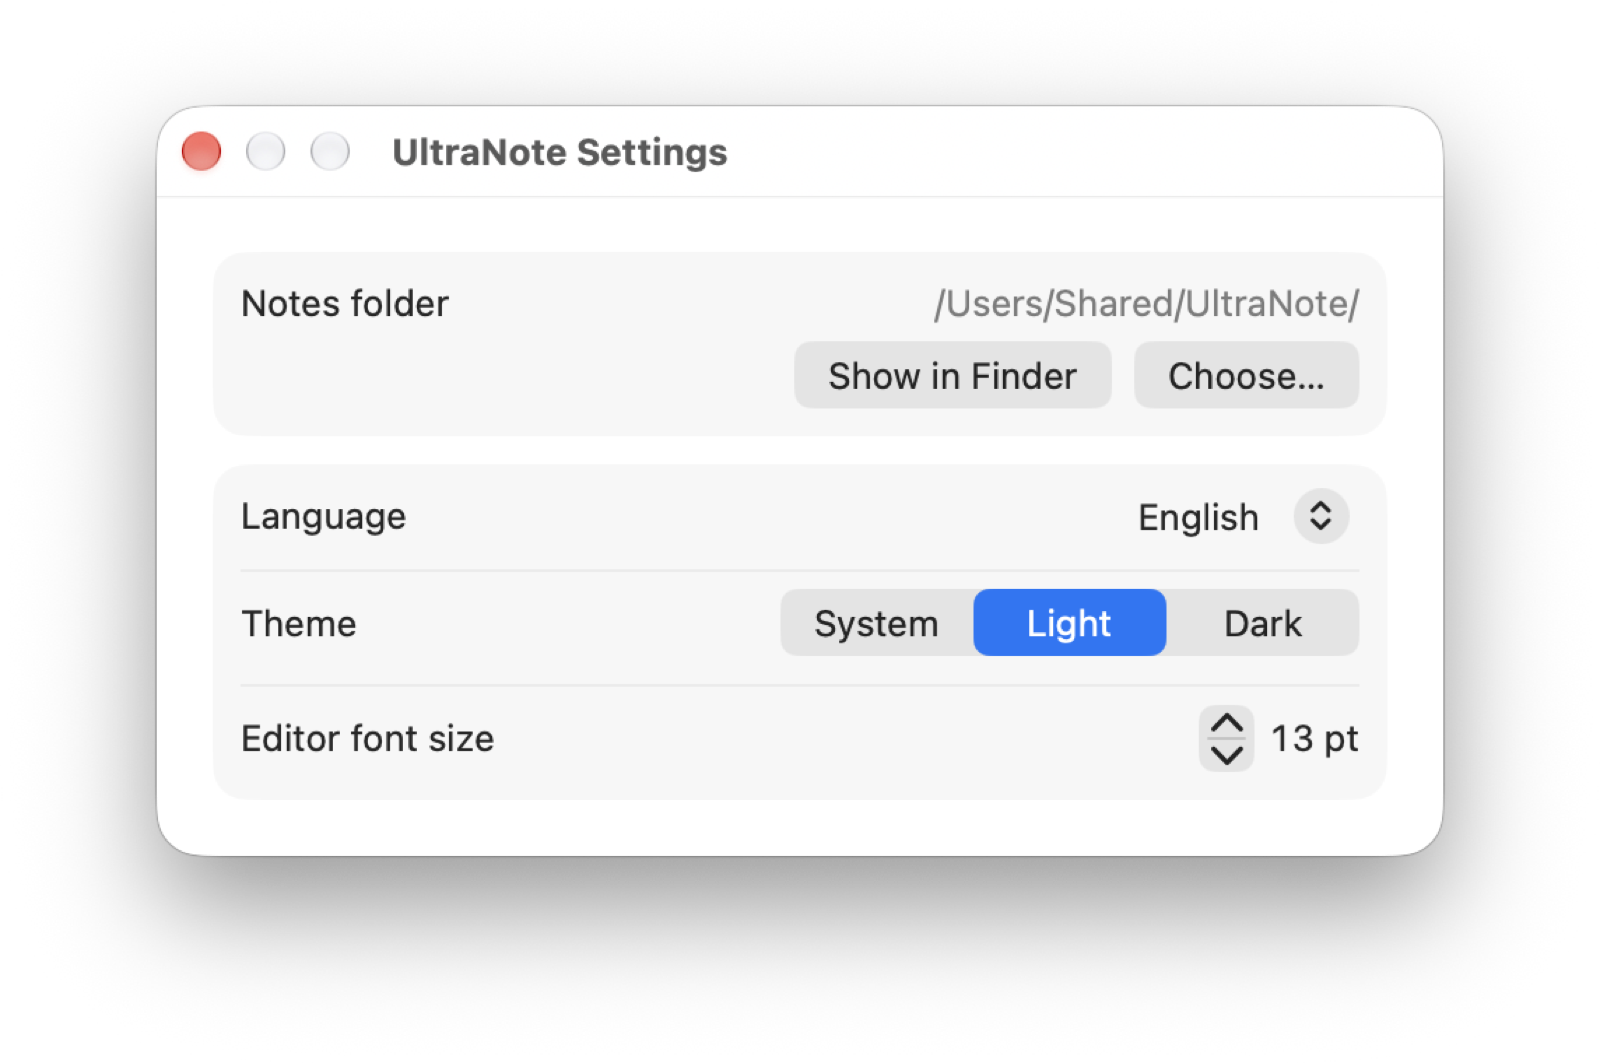 UltraNote Settings
Notes folder
/Users/Shared/UltraNote/
Show in Finder
Choose...
Language
English
Theme
System
Light
Dark
Editor font size
13 pt